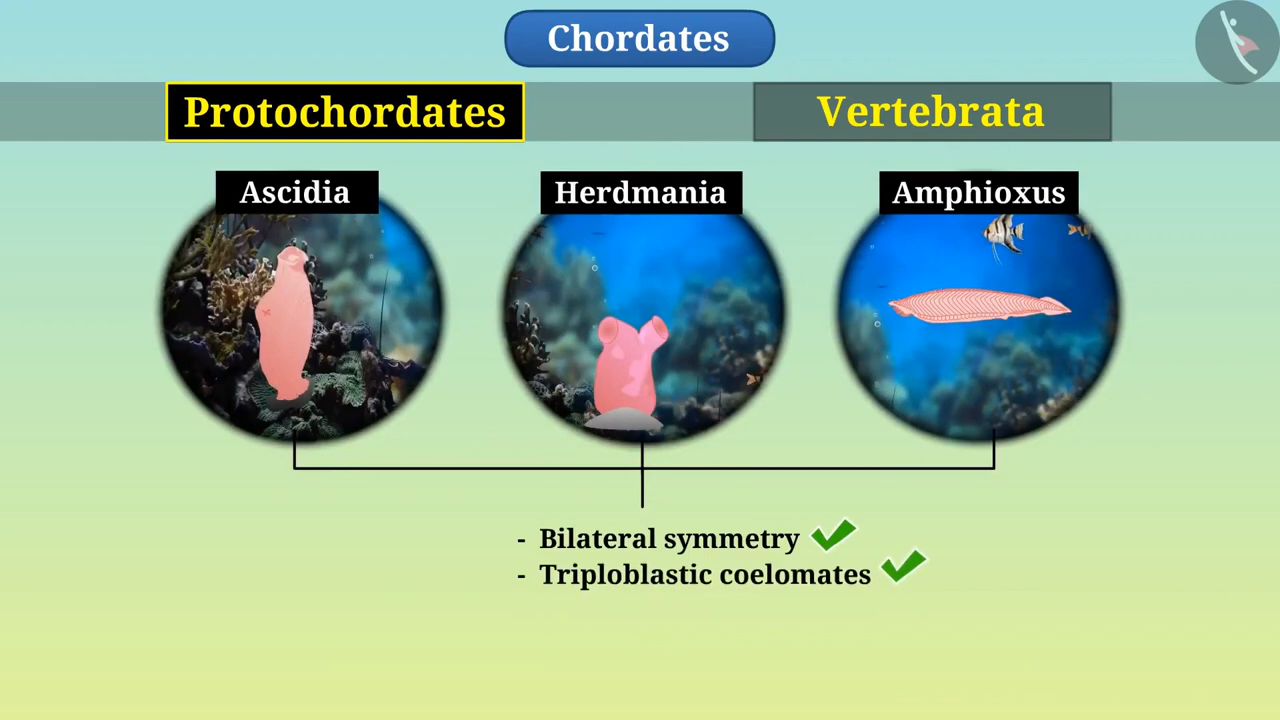 Chordates
Protochordates
Vertebrata
Ascidia
Herdmania
Amphioxus
- Bilateral symmetry
- Triploblastic coelomates